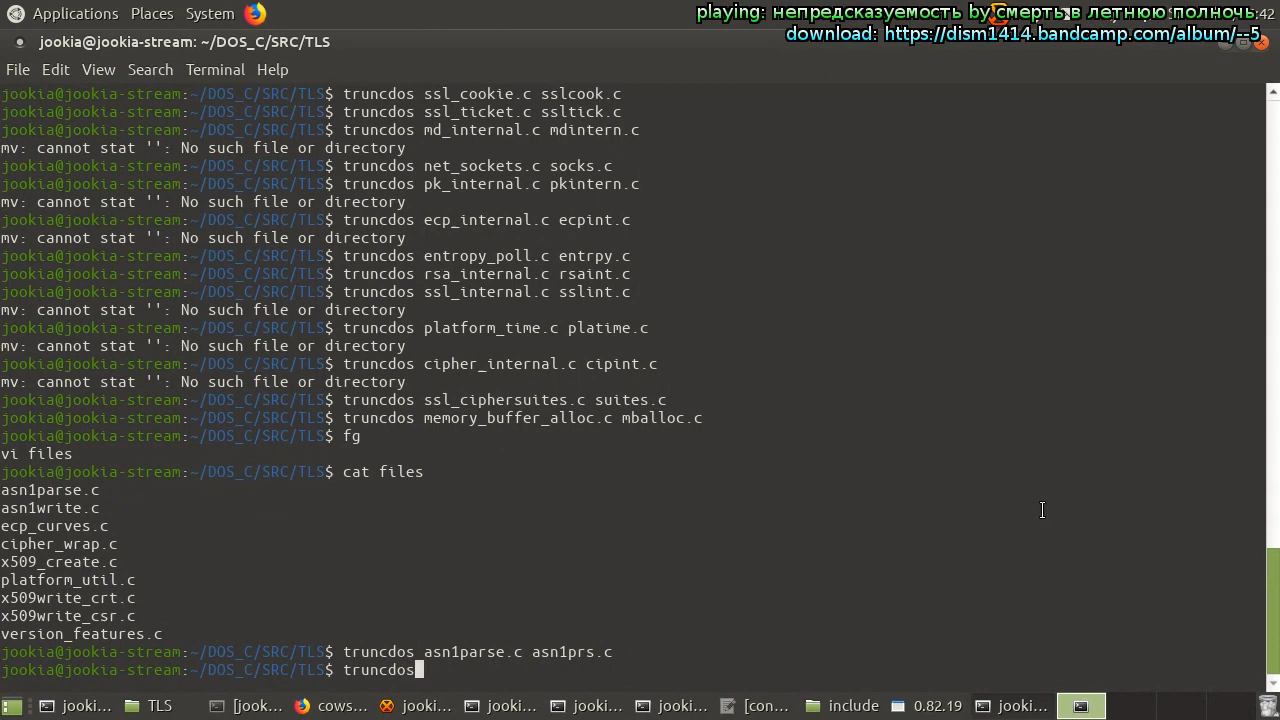 Applications Places System
playing: непредсказуемость by смерть в летнюю полночь :42
download: https://dism1414.bandcamp.com/album/--5
jookia@jookia-stream: ~/DOS_C/SRC/TLS
File Edit View Search Terminal Help
jookia@jookia-stream:~/DOS_C/SRC/TLS$ truncdos ssl_cookie.c sslcook.c
jookia@jookia-stream:~/DOS_C/SRC/TLS$ truncdos ssl_ticket.c ssltick.c
jookia@jookia-stream:~/DOS_C/SRC/TLS$ truncdos md_internal.c mdintern.c
mv: cannot stat '': No such file or directory
jookia@jookia-stream:~/DOS_C/SRC/TLS$ truncdos net_sockets.c socks.c
jookia@jookia-stream:~/DOS_C/SRC/TLS$ truncdos pk_internal.c pkintern.c
mv: cannot stat '': No such file or directory
jookia@jookia-stream:~/DOS_C/SRC/TLS$ truncdos ecp_internal.c ecpint.c
mv: cannot stat '': No such file or directory
jookia@jookia-stream:~/DOS_C/SRC/TLS$ truncdos entropy_poll.c entrpy.c
jookia@jookia-stream:~/DOS_C/SRC/TLS$ truncdos rsa_internal.c rsaint.c
jookia@jookia-stream:~/DOS_C/SRC/TLS$ truncdos ssl_internal.c sslint.c
mv: cannot stat '': No such file or directory
jookia@jookia-stream:~/DOS_C/SRC/TLS$ truncdos platform_time.c platime.c
mv: cannot stat '': No such file or directory
jookia@jookia-stream:~/DOS_C/SRC/TLS$ truncdos cipher_internal.c cipint.c
mv: cannot stat '': No such file or directory
jookia@jookia-stream:~/DOS_C/SRC/TLS$ truncdos ssl_ciphersuites.c suites.c
jookia@jookia-stream:~/DOS_C/SRC/TLS$ truncdos memory_buffer_alloc.c mballoc.c
jookia@jookia-stream:~/DOS_C/SRC/TLS$ fg
vi files
jookia@jookia-stream:~/DOS_C/SRC/TLS$ cat files
asn1parse.c
asn1write.c
ecp_curves.c
cipher_wrap.c
x509_create.c
platform_util.c
x509write_crt.c
x509write_csr.c
version_features.c
jookia@jookia-stream:~/DOS_C/SRC/TLS$ truncdos asn1parse.c asn1prs.c
jookia@jookia-stream:~/DOS_C/SRC/TLS$ truncdos
jooki... TLS [jook... cows... jooki... jooki... jooki... jooki... [con... include 0.82.19 jooki...